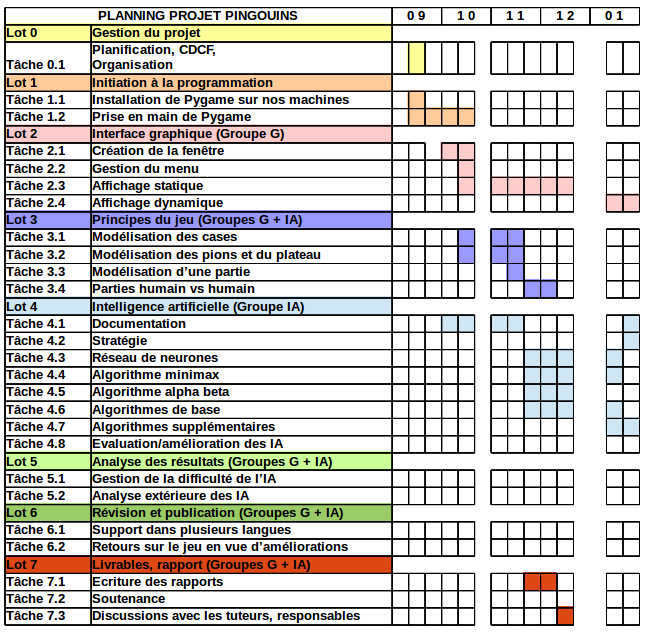 PLANNING PROJET PINGOUINS 0 9 1 0 1 1 1 2 0 1
Lot 0 Gestion du projet
Planification, CDCF,
Tâche 0.1 Organisation
Lot 1 Initiation à la programmation
Tâche 1.1 Installation de Pygame sur nos machines
Tâche 1.2 Prise en main de Pygame
Lot 2 Interface graphique (Groupe G)
Tâche 2.1 Création de la fenêtre
Tâche 2.2 Gestion du menu
Tâche 2.3 Affichage statique
Tâche 2.4 Affichage dynamique
Lot 3 Principes du jeu (Groupes G + IA)
Tâche 3.1 Modélisation des cases
Tâche 3.2 Modélisation des pions et du plateau
Tâche 3.3 Modélisation d’une partie
Tâche 3.4 Parties humain vs humain
Lot 4 Intelligence artificielle (Groupe IA)
Tâche 4.1 Documentation
Tâche 4.2 Stratégie
Tâche 4.3 Réseau de neurones
Tâche 4.4 Algorithme minimax
Tâche 4.5 Algorithme alpha beta
Tâche 4.6 Algorithmes de base
Tâche 4.7 Algorithmes supplémentaires
Tâche 4.8 Evaluation/amélioration des IA
Lot 5 Analyse des résultats (Groupes G + IA)
Tâche 5.1 Gestion de la difficulté de l’IA
Tâche 5.2 Analyse extérieure des IA
Lot 6 Révision et publication (Groupes G + IA)
Tâche 6.1 Support dans plusieurs langues
Tâche 6.2 Retours sur le jeu en vue d’améliorations
Lot 7 Livrables, rapport (Groupes G + IA)
Tâche 7.1 Ecriture des rapports
Tâche 7.2 Soutenance
Tâche 7.3 Discussions avec les tuteurs, responsables